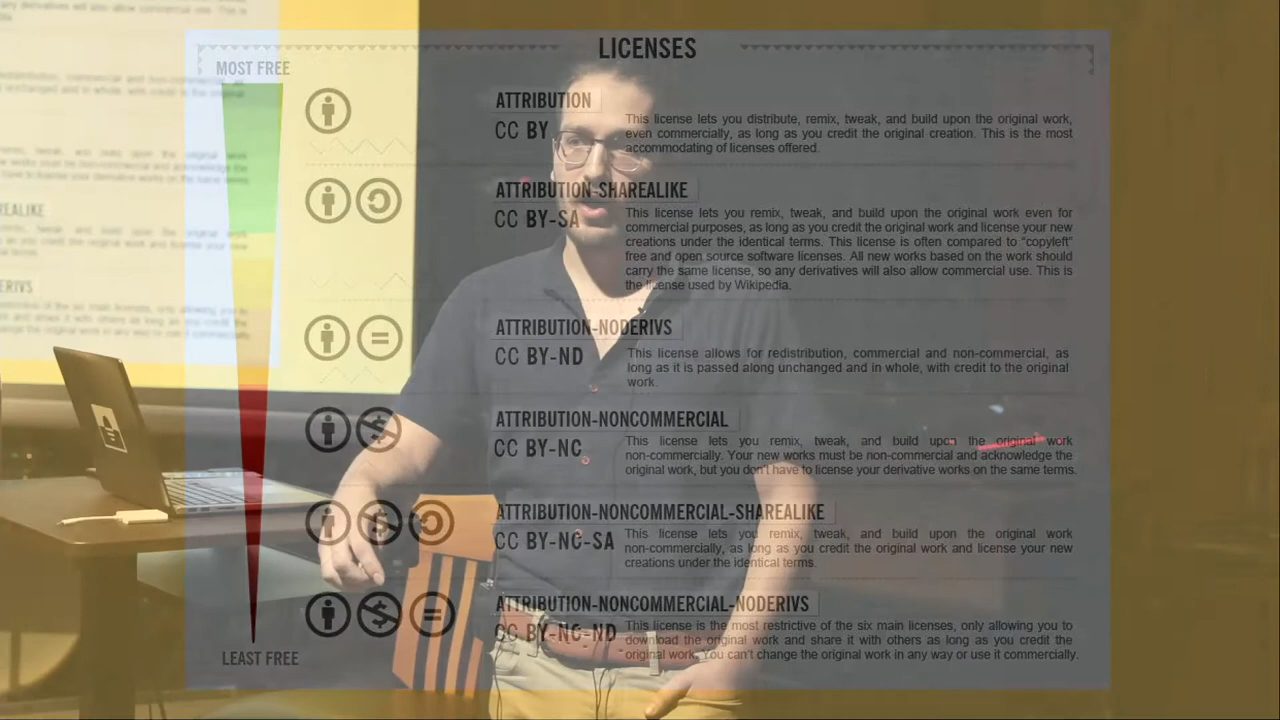 LICENSES
MOST FREE
ATTRIBUTION
CC BY
This license lets you distribute, remix, tweak, and build upon the original work,
even commercially, as long as you credit the original creation. This is the most
accommodating of licenses offered.
ATTRIBUTION-SHAREALIKE
CC BY-SA
This license lets you remix, tweak, and build upon the original work even for
commercial purposes, as long as you credit the original work and license your new
creations under the identical terms. This license is often compared to "copyleft"
free and open source software licenses. All new works based on the work should
carry the same license, so any derivatives will also allow commercial use. This is
the license used by Wikipedia.
ATTRIBUTION-NODERIVS
CC BY-ND
This license allows for redistribution, commercial and non-commercial, as
long as it is passed along unchanged and in whole, with credit to the original
work.
ATTRIBUTION-NONCOMMERCIAL
CC BY-NC
This license lets you remix, tweak, and build upon the original work
non-commercially. Your new works must be non-commercial and acknowledge the
original work, but you don't have to license your derivative works on the same terms.
ATTRIBUTION-NONCOMMERCIAL-SHAREALIKE
CC BY-NC-SA
This license lets you remix, tweak, and build upon the original work
non-commercially, as long as you credit the original work and license your new
creations under the identical terms.
ATTRIBUTION-NONCOMMERCIAL-NODERIVS
CC BY-NC-ND
This license is the most restrictive of the six main licenses, only allowing you to
download the original work and share it with others as long as you credit the
original work. You can't change the original work in any way or use it commercially.
LEAST FREE